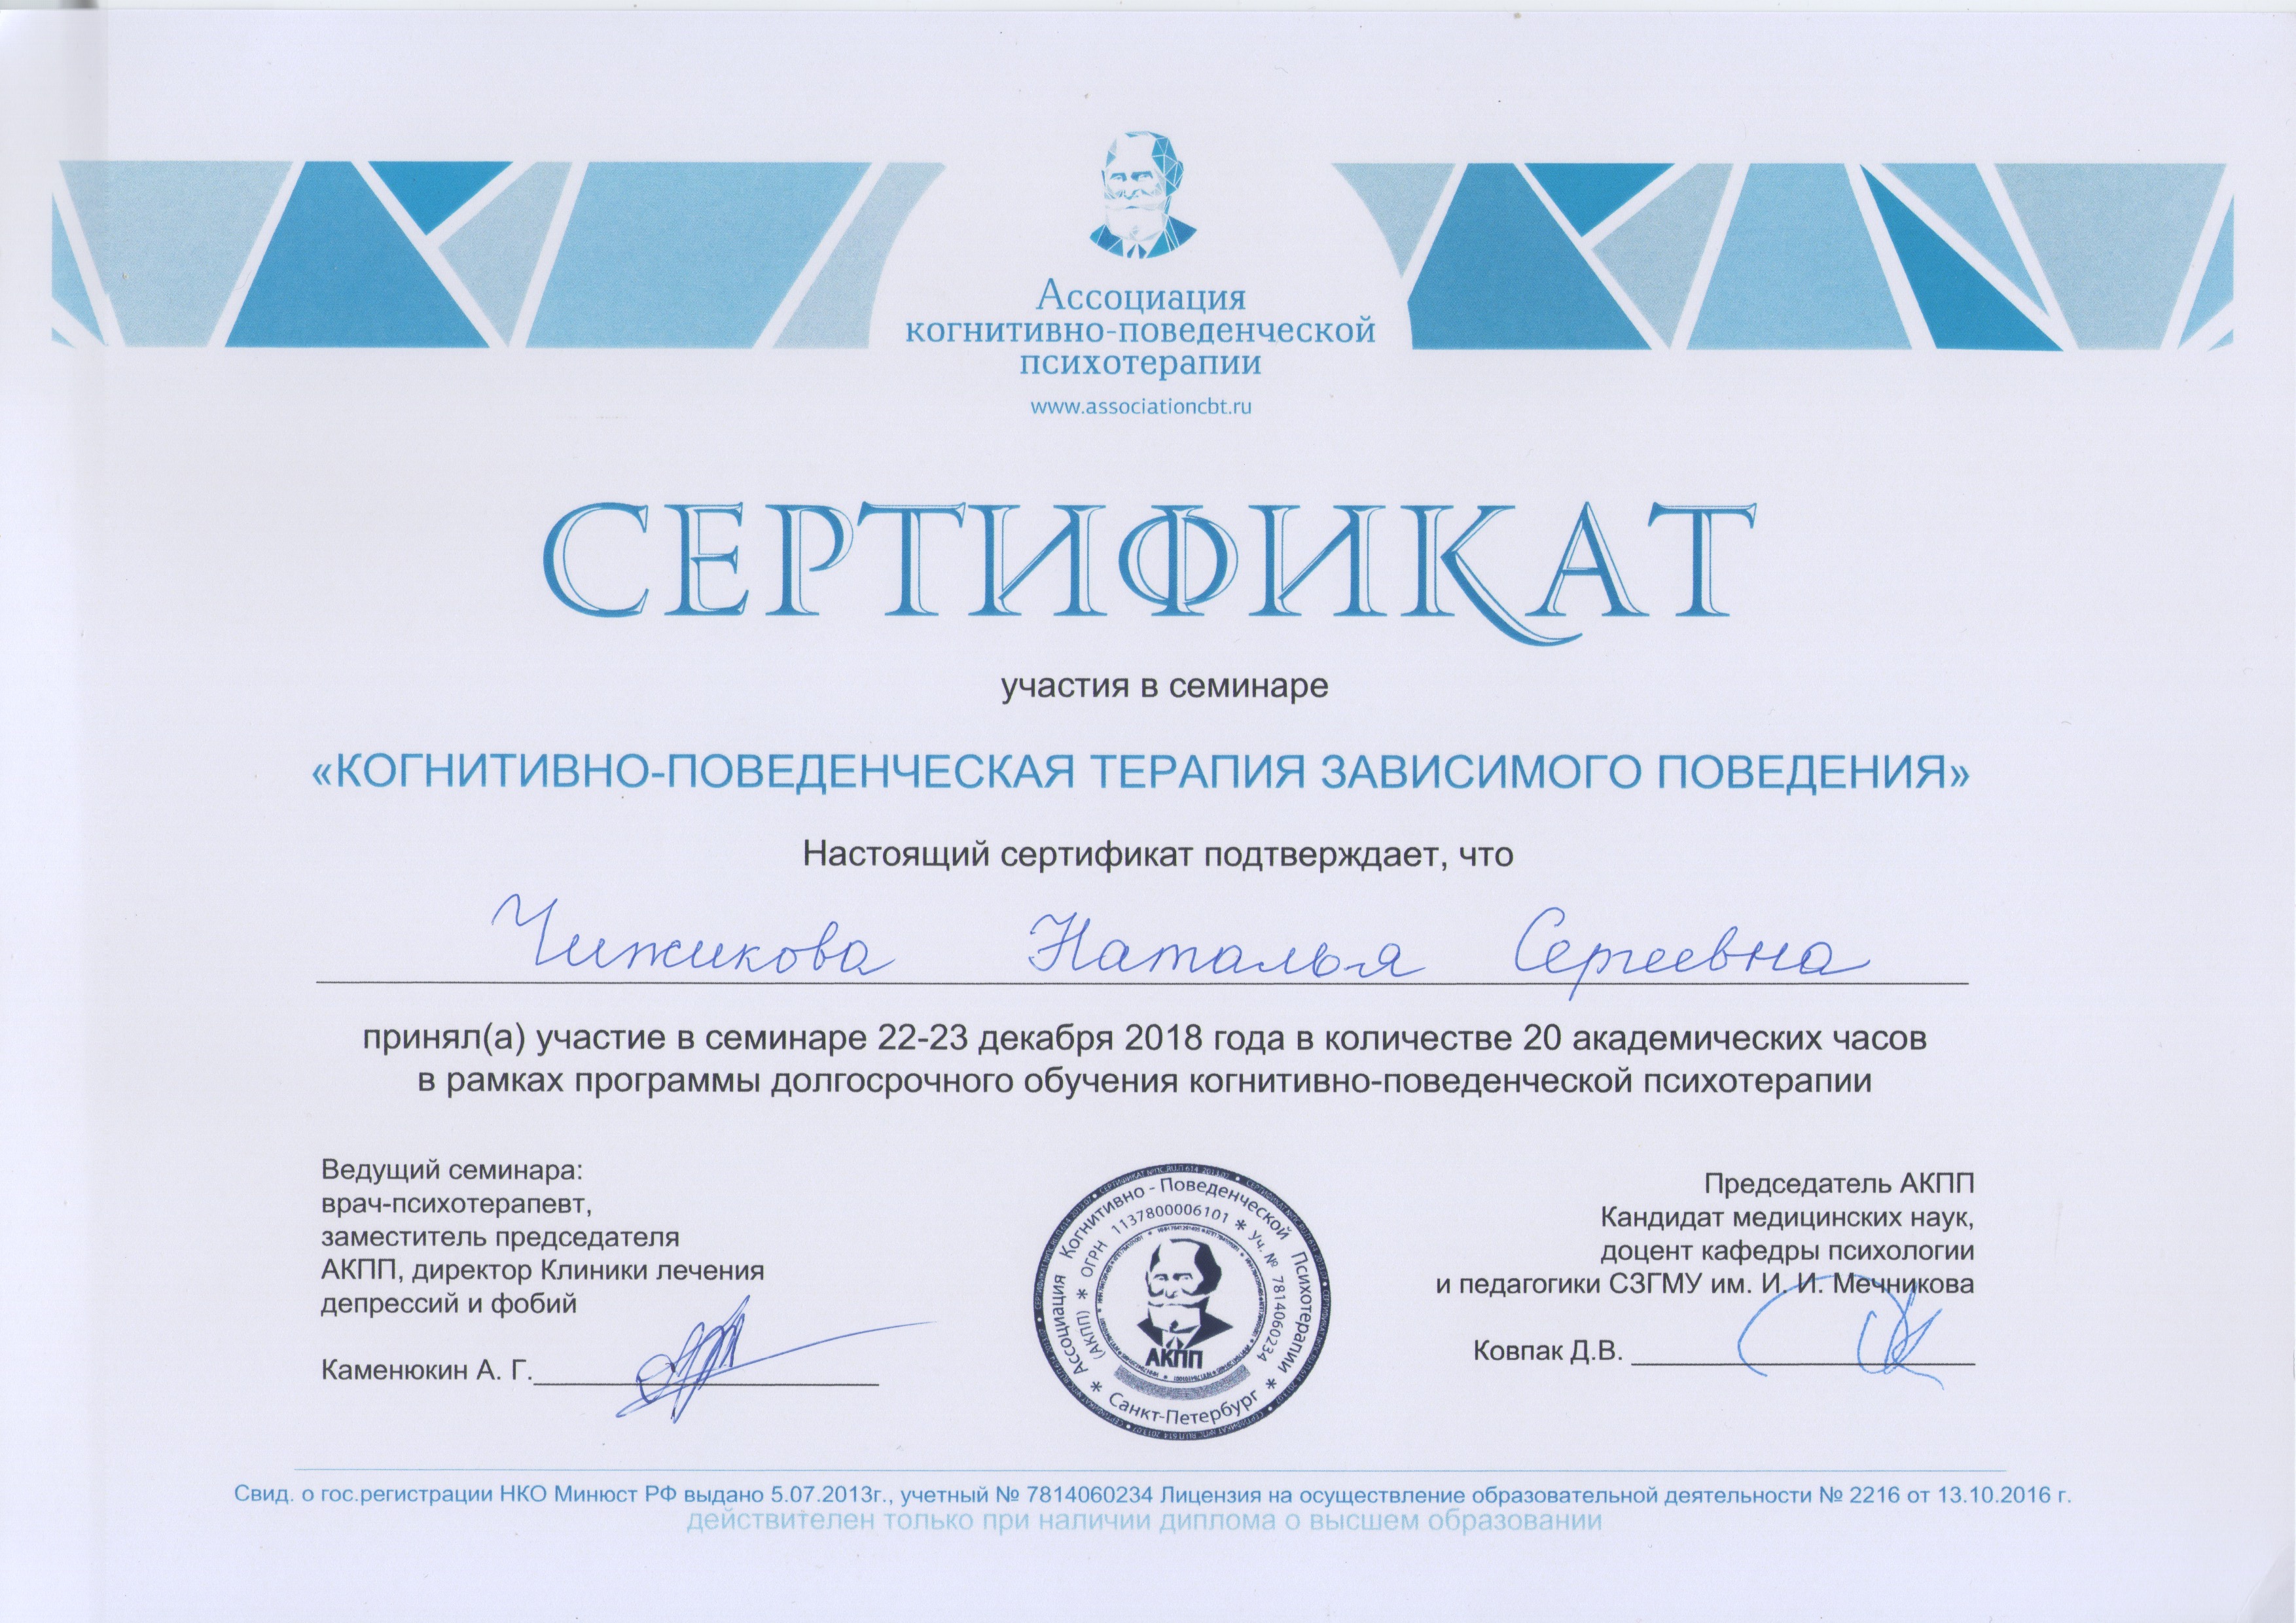 Ассоциация
когнитивно-поведенческой
психотерапии
www.associationcbt.ru
СЕРТИФИКАТ
участия в семинаре
«КОГНИТИВНО-ПОВЕДЕНЧЕСКАЯ ТЕРАПИЯ ЗАВИСИМОГО ПОВЕДЕНИЯ»
Настоящий сертификат подтверждает, что
Чижикова Наталья Сергеевна
принял(а) участие в семинаре 22-23 декабря 2018 года в количестве 20 академических часов
в рамках программы долгосрочного обучения когнитивно-поведенческой психотерапии
Ведущий семинара:
врач-психотерапевт,
заместитель председателя
АКПП, директор Клиники лечения
депрессий и фобий
Каменюкин А. Г.
Ассоциация Когнитивно - Поведенческой Психотерапии
(АКПП) * ОГРН 1137800006101 * Уч. № 7814060234
АКПП
* Санкт-Петербург *
Председатель АКПП
Кандидат медицинских наук,
доцент кафедры психологии
и педагогики СЗГМУ им. И. И. Мечникова
Ковпак Д.В.
Свид. о гос.регистрации НКО Минюст РФ выдано 5.07.2013г., учетный № 7814060234 Лицензия на осуществление образовательной деятельности № 2216 от 13.10.2016 г.
действителен только при наличии диплома о высшем образовании